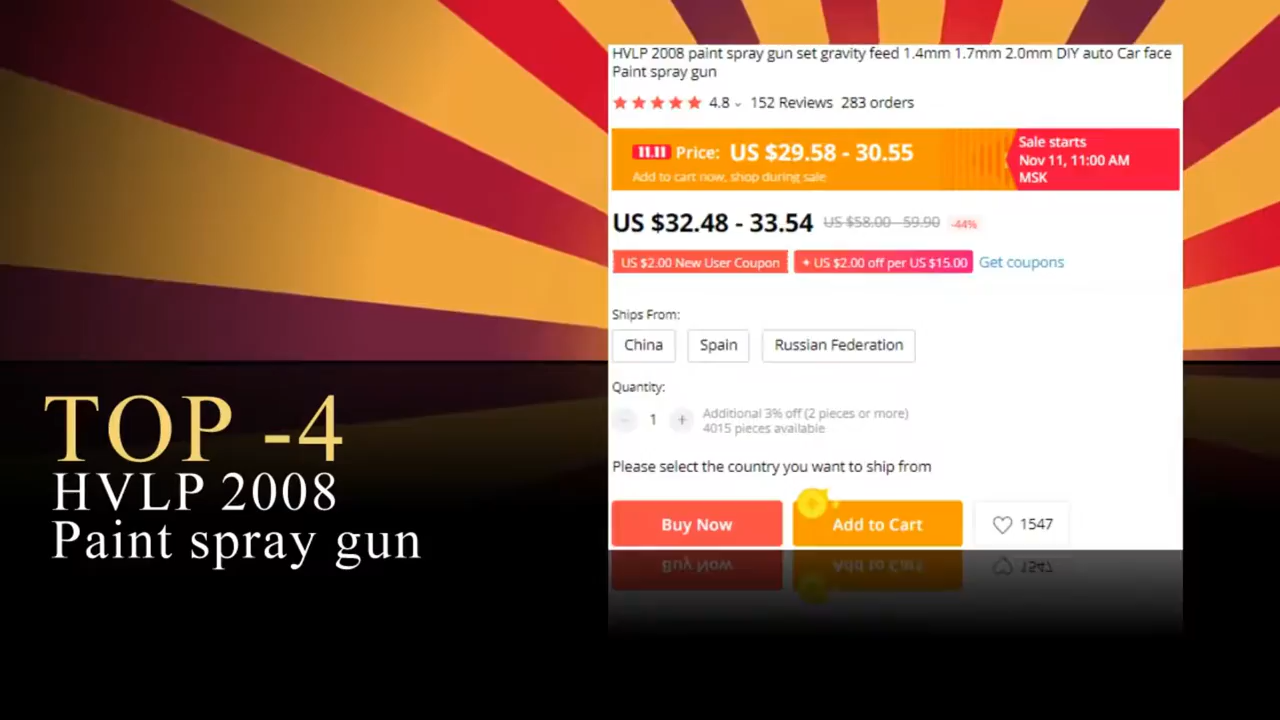 HVLP 2008 paint spray gun set gravity feed 1.4mm 1.7mm 2.0mm DIY auto Car face
Paint spray gun
4.8 152 Reviews 283 orders
11.11 Price: US $29.58 - 30.55
Add to cart now, shop during sale
Sale starts
Nov 11, 11:00 AM
MSK
US $32.48 - 33.54 US $58.00 - 59.90 -44%
US $2.00 New User Coupon + US $2.00 off per US $15.00 Get coupons
Ships From:
China Spain Russian Federation
Quantity:
- 1 + Additional 3% off (2 pieces or more)
4015 pieces available
Please select the country you want to ship from
Buy Now Add to Cart 1547
TOP -4
HVLP 2008
Paint spray gun